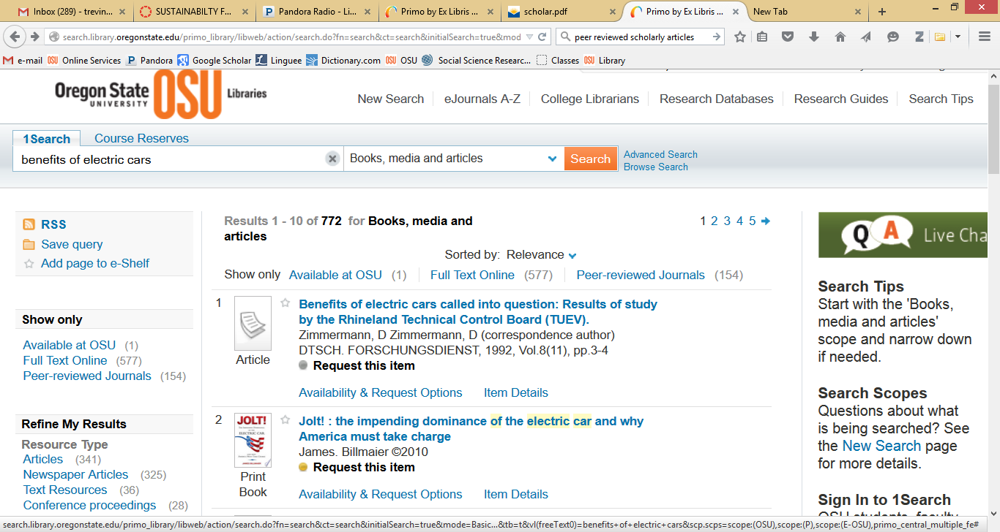 Inbox (289) - trevin...
SUSTAINABILTY F...
Pandora Radio - Li...
Primo by Ex Libris ...
scholar.pdf
Primo by Ex Libris ...
New Tab
search.library.oregonstate.edu/primo_library/libweb/action/search.do?fn=search&ct=search&initialSearch=true&mod
peer reviewed scholarly articles
e-mail OSU Online Services Pandora Google Scholar Linguee Dictionary.com OSU OSU Social Science Researc... Classes OSU Library
Oregon State UNIVERSITY OSU Libraries
New Search eJournals A-Z College Librarians Research Databases Research Guides Search Tips
1Search Course Reserves
benefits of electric cars
Books, media and articles
Search
Advanced Search
Browse Search
RSS
Save query
Add page to e-Shelf
Show only
Available at OSU (1)
Full Text Online (577)
Peer-reviewed Journals (154)
Refine My Results
Resource Type
Articles (341)
Newspaper Articles (325)
Text Resources (36)
Conference proceedings (28)
Results 1 - 10 of 772 for Books, media and
articles
1 2 3 4 5
Sorted by: Relevance
Show only Available at OSU (1) Full Text Online (577) Peer-reviewed Journals (154)
1
Article
Benefits of electric cars called into question: Results of study
by the Rhineland Technical Control Board (TUEV).
Zimmermann, D Zimmermann, D (correspondence author)
DTSCH. FORSCHUNGSDIENST, 1992, Vol.8(11), pp.3-4
Request this item
Availability & Request Options Item Details
2
JOLT!
Print
Book
Jolt! : the impending dominance of the electric car and why
America must take charge
James. Billmaier ©2010
Request this item
Availability & Request Options Item Details
Q A Live Cha
Search Tips
Start with the 'Books,
media and articles'
scope and narrow down
if needed.
Search Scopes
Questions about what
is being searched? See
the New Search page
for more details.
Sign In to 1Search
search.library.oregonstate.edu/primo_library/libweb/action/search.do?fn=search&ct=search&initialSearch=true&mode=Basic...&tb=t&vl(freeText0)=benefits+of+electric+cars&scp.scps=scope:(OSU),scope:(P),scope:(E-OSU),primo_central_multiple_fe#